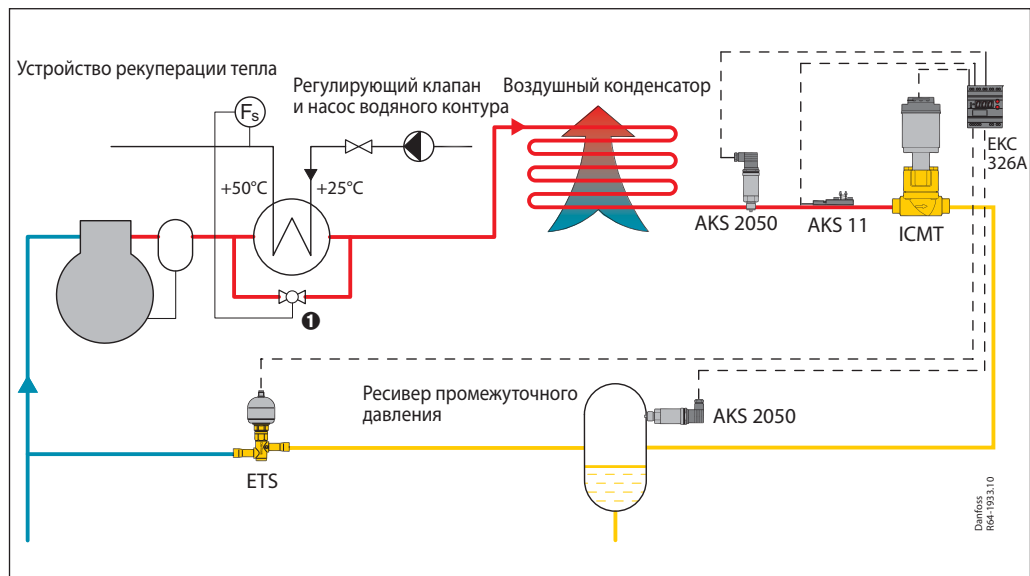 Устройство рекуперации тепла
Регулирующий клапан
и насос водяного контура
Воздушный конденсатор
Fs
+50°C
+25°C
EKC
326A
AKS 2050
AKS 11
ICMT
❶
Ресивер промежуточного
давления
AKS 2050
ETS
Danfoss
R64-1933.10